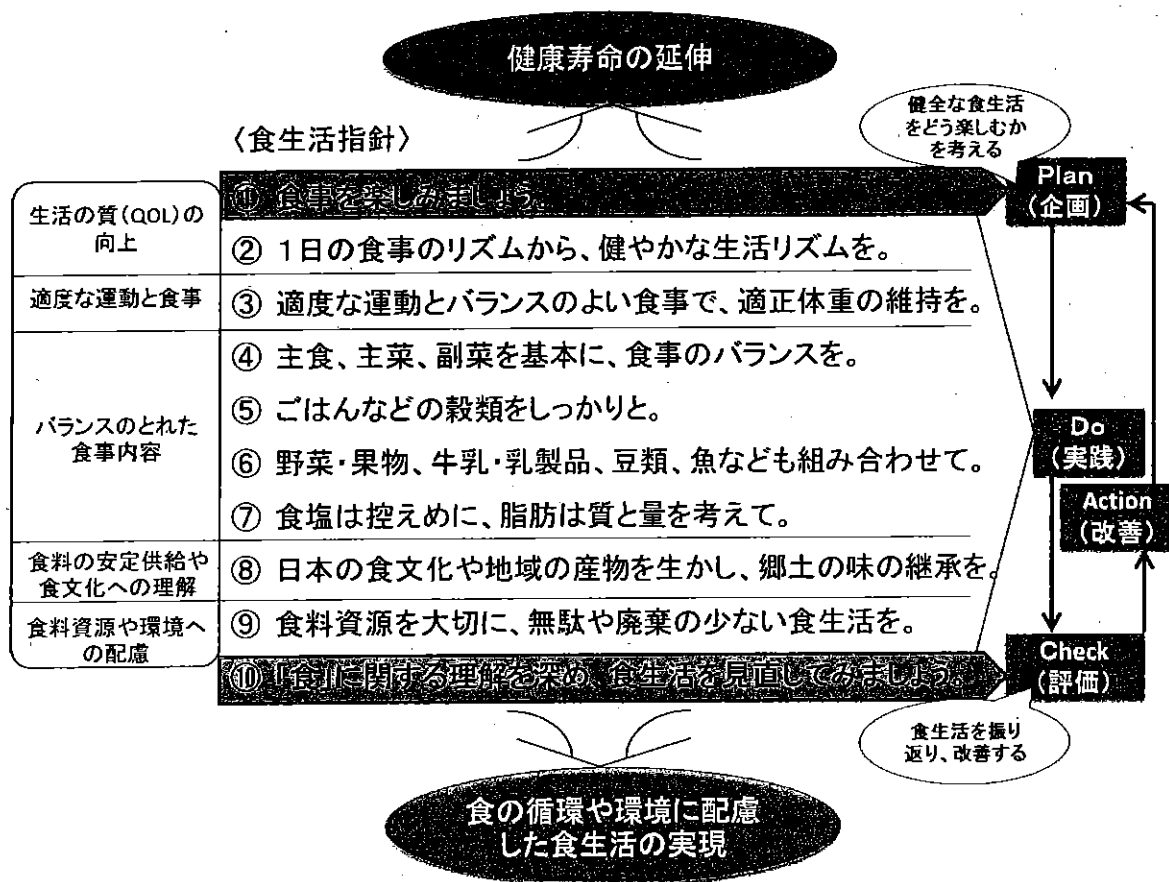 健康寿命の延伸
健全な食生活
をどう楽しむか
を考える
〈食生活指針〉
Plan
(企画)
生活の質(QOL)の
向上
① 食事を楽しみましょう。
② 1日の食事のリズムから、健やかな生活リズムを。
適度な運動と食事
③ 適度な運動とバランスのよい食事で、適正体重の維持を。
バランスのとれた
食事内容
④ 主食、主菜、副菜を基本に、食事のバランスを。
⑤ ごはんなどの穀類をしっかりと。
⑥ 野菜・果物、牛乳・乳製品、豆類、魚なども組み合わせて。
⑦ 食塩は控えめに、脂肪は質と量を考えて。
Do
(実践)
Action
(改善)
食料の安定供給や
食文化への理解
⑧ 日本の食文化や地域の産物を生かし、郷土の味の継承を。
食料資源や環境へ
の配慮
⑨ 食料資源を大切に、無駄や廃棄の少ない食生活を。
⑩ 「食」に関する理解を深め、食生活を見直してみましょう。
Check
(評価)
食生活を振り
返り、改善する
食の循環や環境に配慮
した食生活の実現